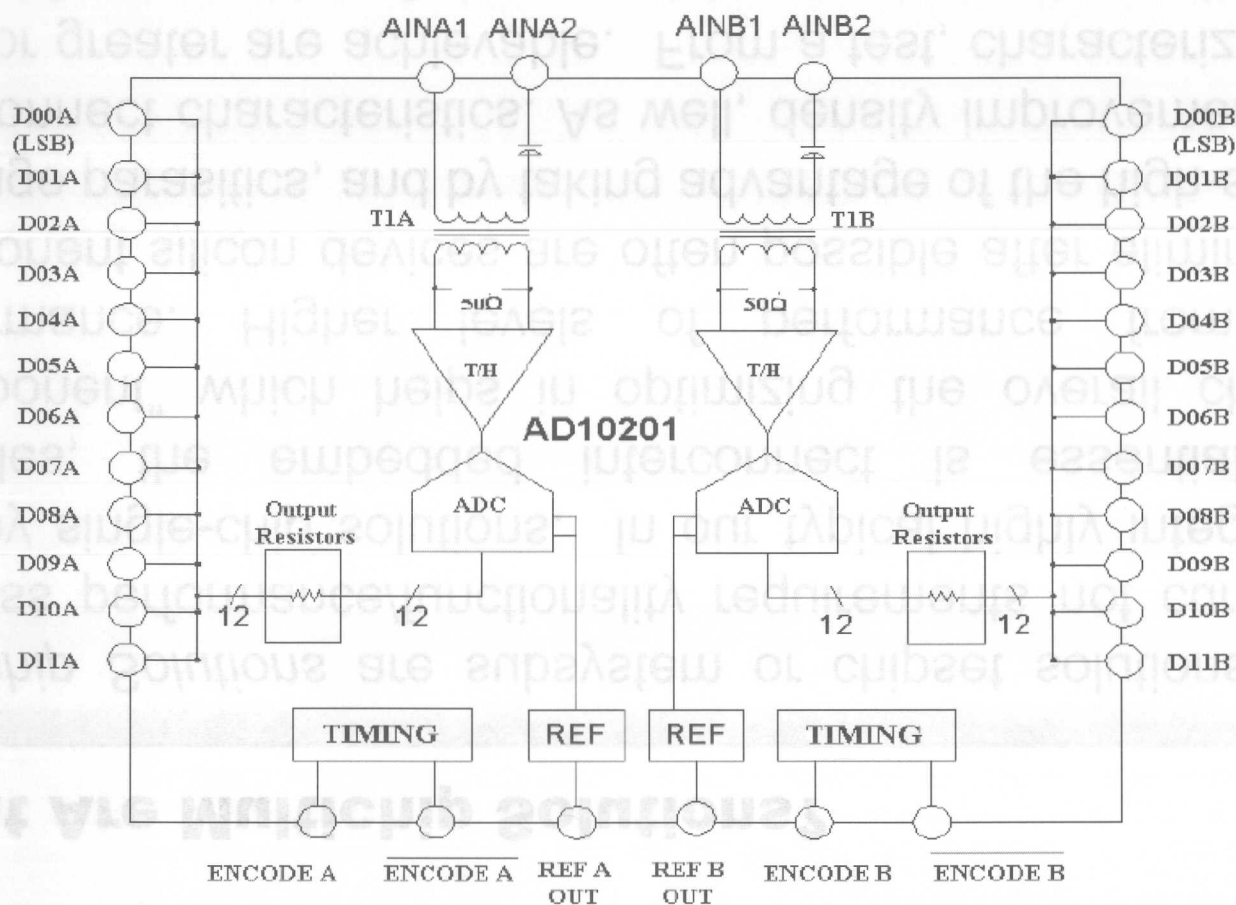 AINA1 AINA2 AINB1 AINB2
D00A
(LSB)
D01A
D02A
D03A
D04A
D05A
D06A
D07A
D08A
D09A
D10A
D11A
T1A
50Ω
T/H
ADC
Output
Resistors
12
12
AD10201
T1B
50Ω
T/H
ADC
Output
Resistors
12
12
D00B
(LSB)
D01B
D02B
D03B
D04B
D05B
D06B
D07B
D08B
D09B
D10B
D11B
TIMING
REF
REF
TIMING
ENCODE A
ENCODE A
REF A
OUT
REF B
OUT
ENCODE B
ENCODE B